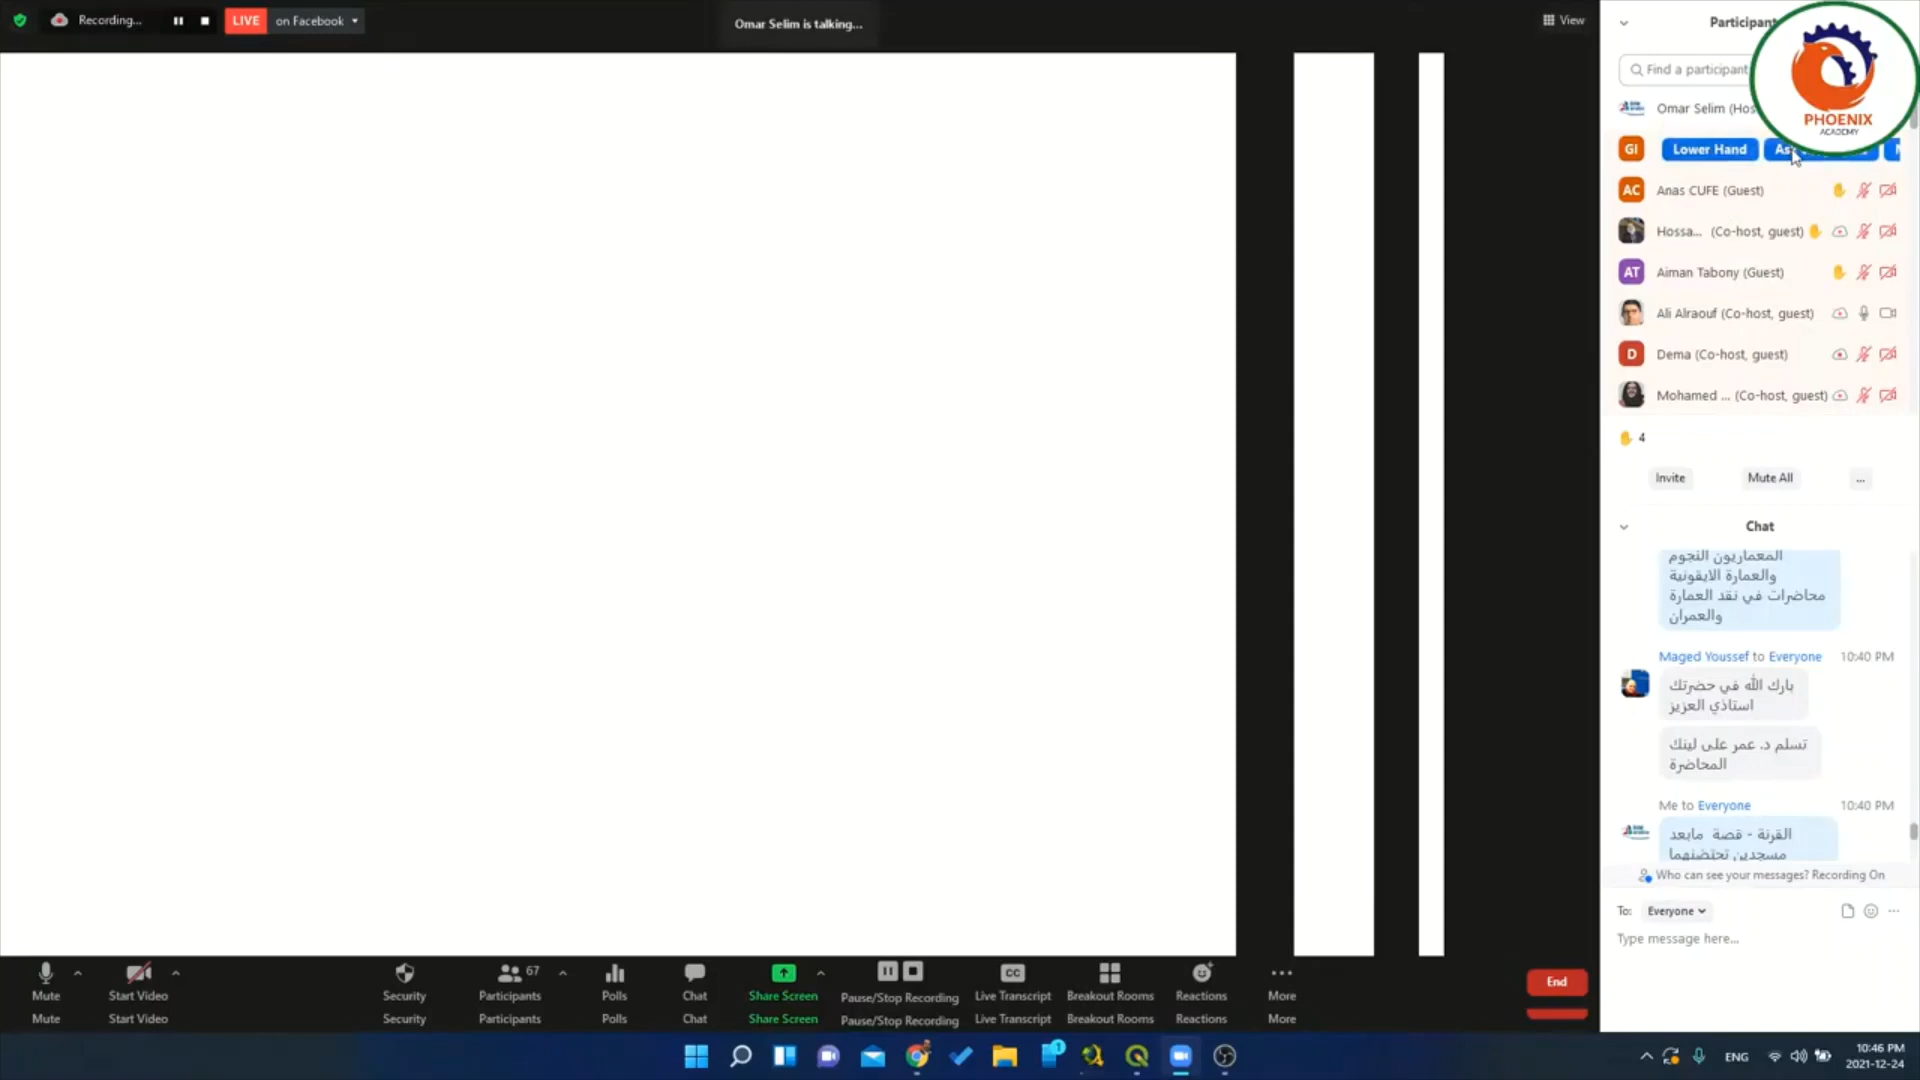 Recording...
LIVE on Facebook
Omar Selim is talking...
View
Participant
Find a participant
PHOENIX
ACADEMY
Omar Selim (Hos
GI Lower Hand
AC Anas CUFE (Guest)
Hossa... (Co-host, guest)
AT Aiman Tabony (Guest)
Ali Alraouf (Co-host, guest)
D Dema (Co-host, guest)
Mohamed ... (Co-host, guest)
4
Invite Mute All ...
Chat
المعماريون النجوم
والعمارة الايقونية
محاضرات في نقد العمارة
والعمران
Maged Youssef to Everyone 10:40 PM
بارك الله في حضرتك
استاذي العزيز
تسلم د. عمر على لينك
المحاضرة
Me to Everyone 10:40 PM
القرنة - قصة مابعد
مسجدين تحتضنهما
Who can see your messages? Recording On
To: Everyone
Type message here...
67
CC
Mute Start Video Security Participants Polls Chat Share Screen Pause/Stop Recording Live Transcript Breakout Rooms Reactions More End
Mute Start Video Security Participants Polls Chat Share Screen Pause/Stop Recording Live Transcript Breakout Rooms Reactions More
1
ENG
10:46 PM
2021-12-24